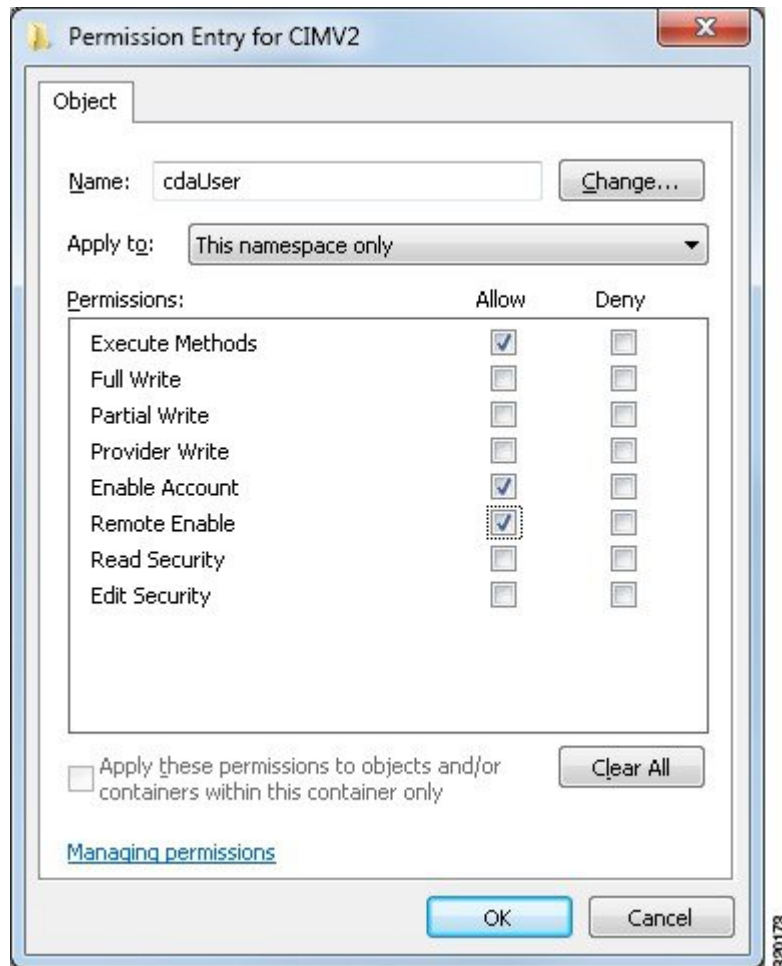 Permission Entry for CIMV2
Object
Name: cdaUser Change...
Apply to: This namespace only
Permissions: Allow Deny
Execute Methods
Full Write
Partial Write
Provider Write
Enable Account
Remote Enable
Read Security
Edit Security
Apply these permissions to objects and/or
containers within this container only
Clear All
Managing permissions
OK Cancel